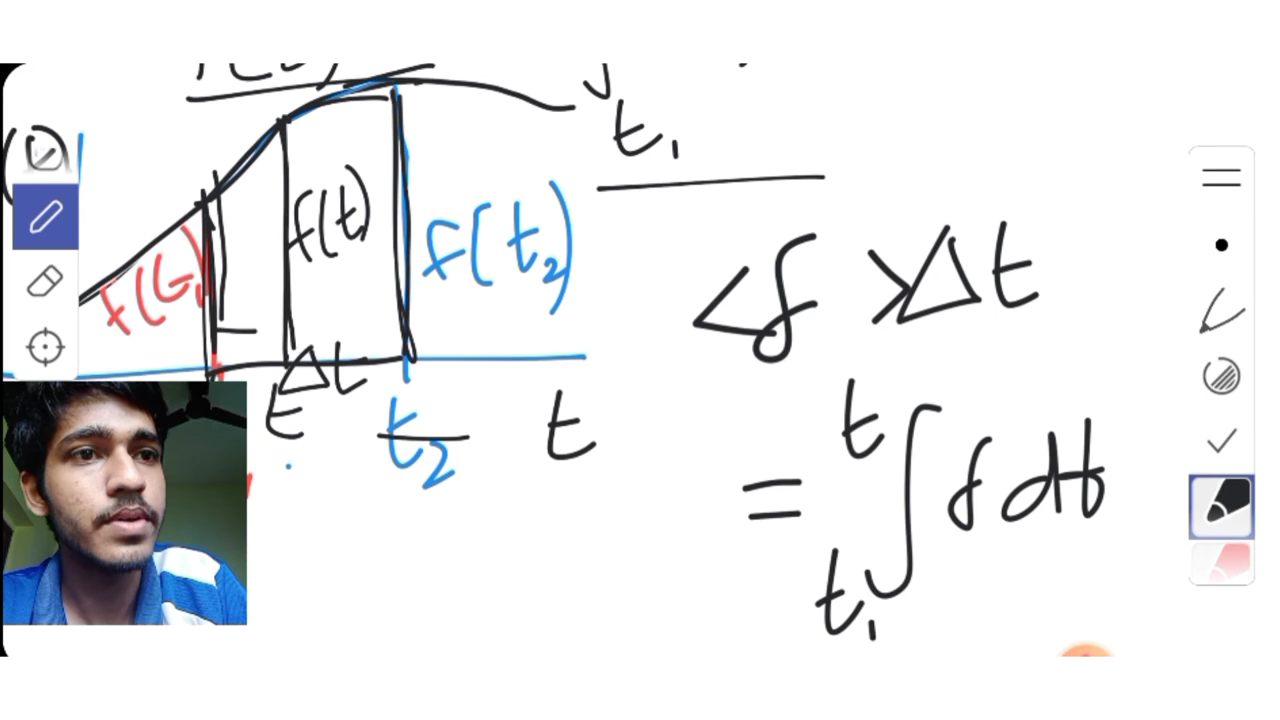 t₁
f(t₁)
f(t)
f(t₂)
Δt
t
t₂
t
<f>Δt
t
= ∫ f dt
t₁